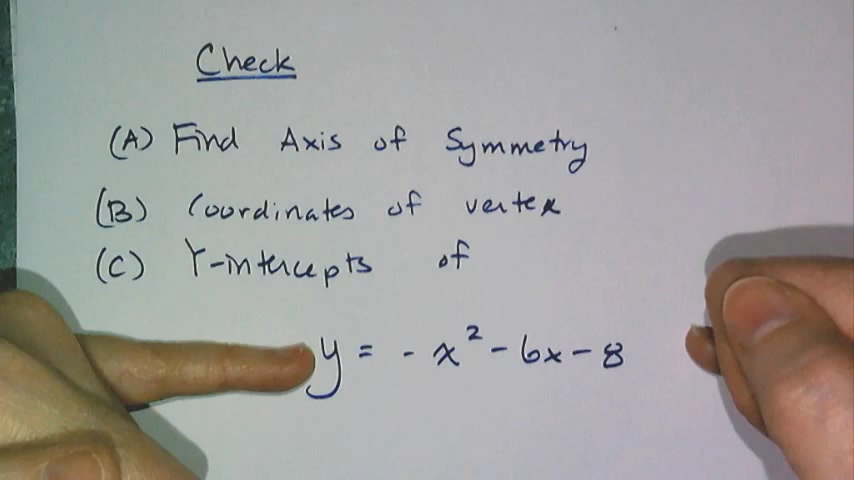 Check
(A) Find Axis of Symmetry
(B) Coordinates of vertex
(C) Y-intercepts of
y = - x² - 6x - 8